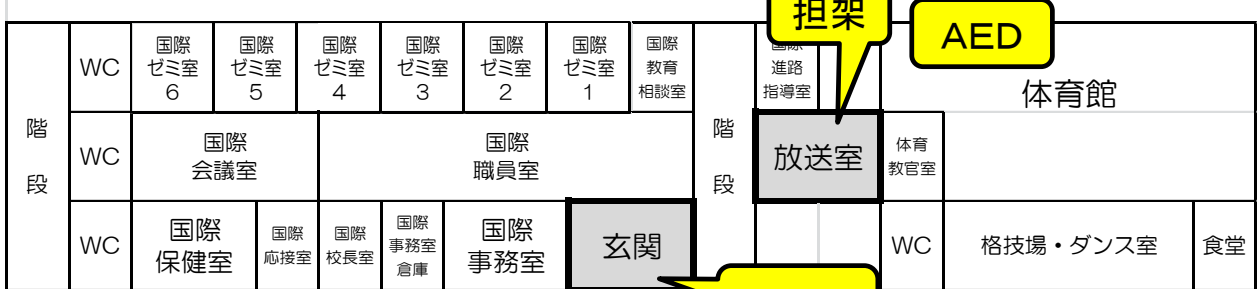 担架
AED
WC
国際
ゼミ室
6
国際
ゼミ室
5
国際
ゼミ室
4
国際
ゼミ室
3
国際
ゼミ室
2
国際
ゼミ室
1
国際
教育
相談室
国際
進路
指導室
体育館
階
段
WC
国際
会議室
国際
職員室
階
段
放送室
体育
教官室
WC
国際
保健室
国際
応接室
国際
校長室
国際
事務室
倉庫
国際
事務室
玄関
WC
格技場・ダンス室
食堂